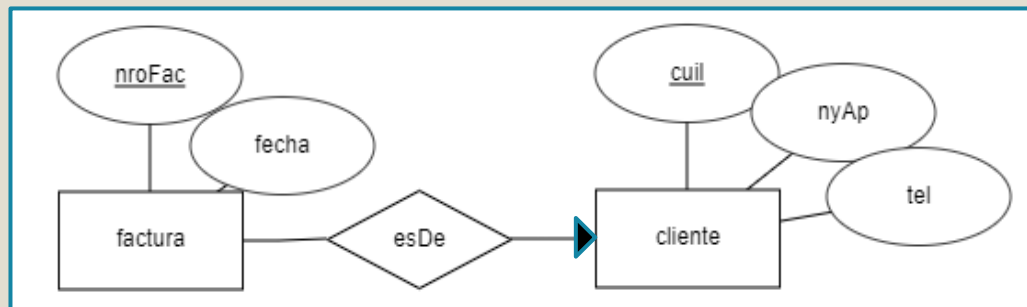 nroFac
fecha
factura
esDe
cuil
nyAp
tel
cliente